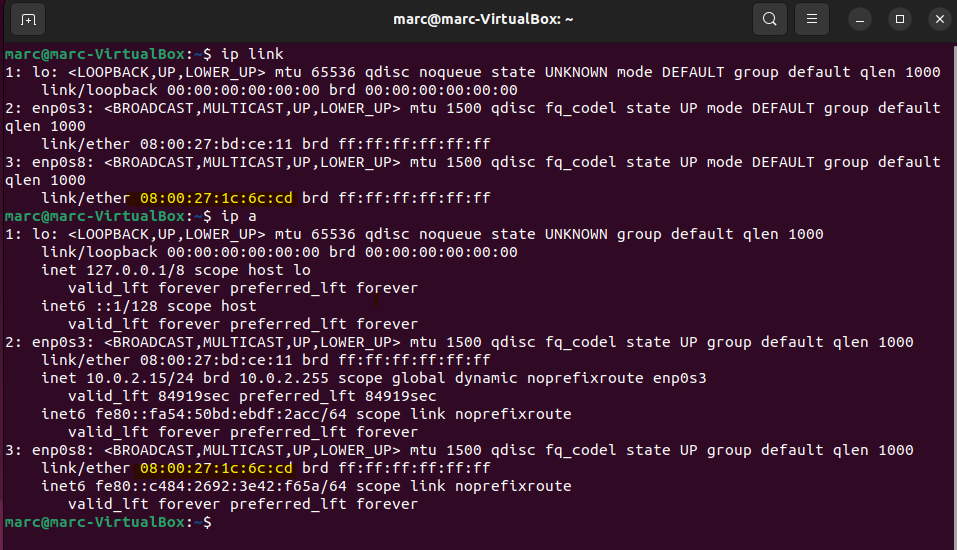 marc@marc-VirtualBox: ~
marc@marc-VirtualBox:~$ ip link
1: lo: <LOOPBACK,UP,LOWER_UP> mtu 65536 qdisc noqueue state UNKNOWN mode DEFAULT group default qlen 1000
    link/loopback 00:00:00:00:00:00 brd 00:00:00:00:00:00
2: enp0s3: <BROADCAST,MULTICAST,UP,LOWER_UP> mtu 1500 qdisc fq_codel state UP mode DEFAULT group default
qlen 1000
    link/ether 08:00:27:bd:ce:11 brd ff:ff:ff:ff:ff:ff
3: enp0s8: <BROADCAST,MULTICAST,UP,LOWER_UP> mtu 1500 qdisc fq_codel state UP mode DEFAULT group default
qlen 1000
    link/ether 08:00:27:1c:6c:cd brd ff:ff:ff:ff:ff:ff
marc@marc-VirtualBox:~$ ip a
1: lo: <LOOPBACK,UP,LOWER_UP> mtu 65536 qdisc noqueue state UNKNOWN group default qlen 1000
    link/loopback 00:00:00:00:00:00 brd 00:00:00:00:00:00
    inet 127.0.0.1/8 scope host lo
       valid_lft forever preferred_lft forever
    inet6 ::1/128 scope host
       valid_lft forever preferred_lft forever
2: enp0s3: <BROADCAST,MULTICAST,UP,LOWER_UP> mtu 1500 qdisc fq_codel state UP group default qlen 1000
    link/ether 08:00:27:bd:ce:11 brd ff:ff:ff:ff:ff:ff
    inet 10.0.2.15/24 brd 10.0.2.255 scope global dynamic noprefixroute enp0s3
       valid_lft 84919sec preferred_lft 84919sec
    inet6 fe80::fa54:50bd:ebdf:2acc/64 scope link noprefixroute
       valid_lft forever preferred_lft forever
3: enp0s8: <BROADCAST,MULTICAST,UP,LOWER_UP> mtu 1500 qdisc fq_codel state UP group default qlen 1000
    link/ether 08:00:27:1c:6c:cd brd ff:ff:ff:ff:ff:ff
    inet6 fe80::c484:2692:3e42:f65a/64 scope link noprefixroute
       valid_lft forever preferred_lft forever
marc@marc-VirtualBox:~$